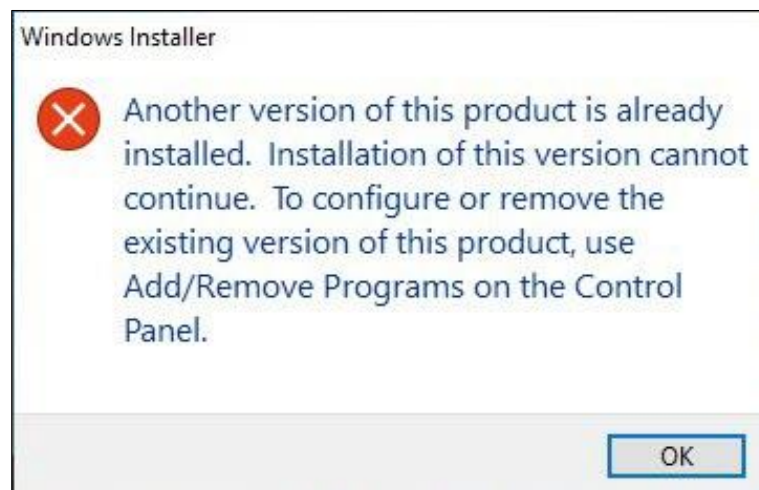 Windows Installer
Another version of this product is already
installed.  Installation of this version cannot
continue.  To configure or remove the
existing version of this product, use
Add/Remove Programs on the Control
Panel.
OK